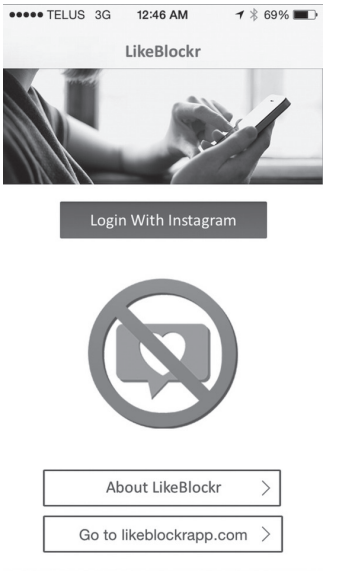 TELUS 3G 12:46 AM 69%
LikeBlockr
Login With Instagram
About LikeBlockr
Go to likeblockrapp.com